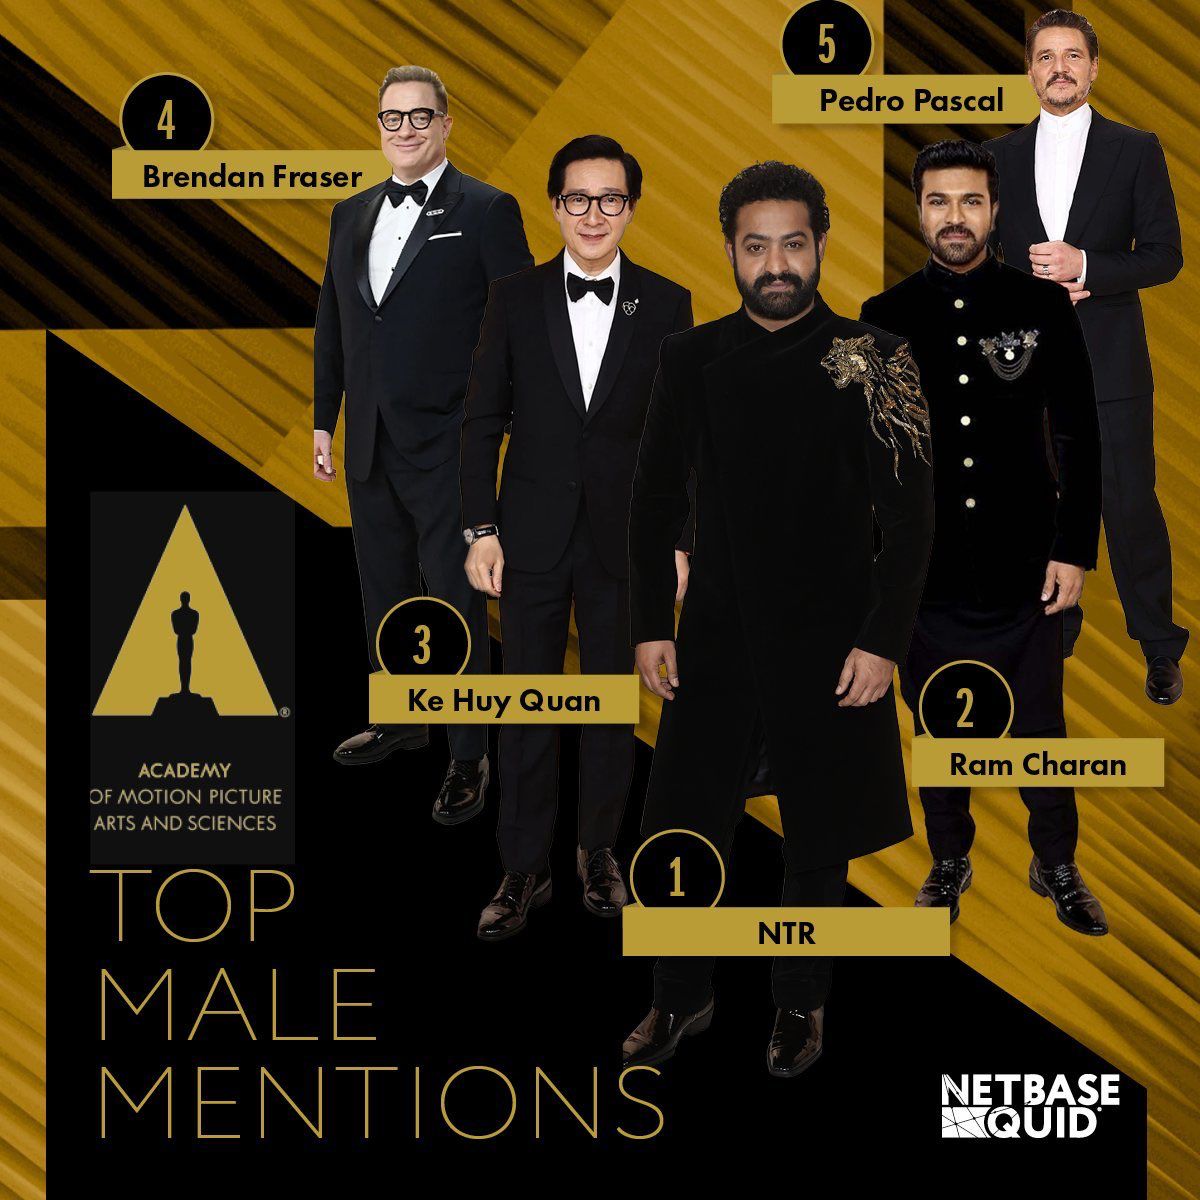 5
Pedro Pascal
4
Brendan Fraser
3
Ke Huy Quan
2
Ram Charan
1
NTR
®
ACADEMY
OF MOTION PICTURE
ARTS AND SCIENCES
TOP
MALE
MENTIONS
NETBASE
QUID